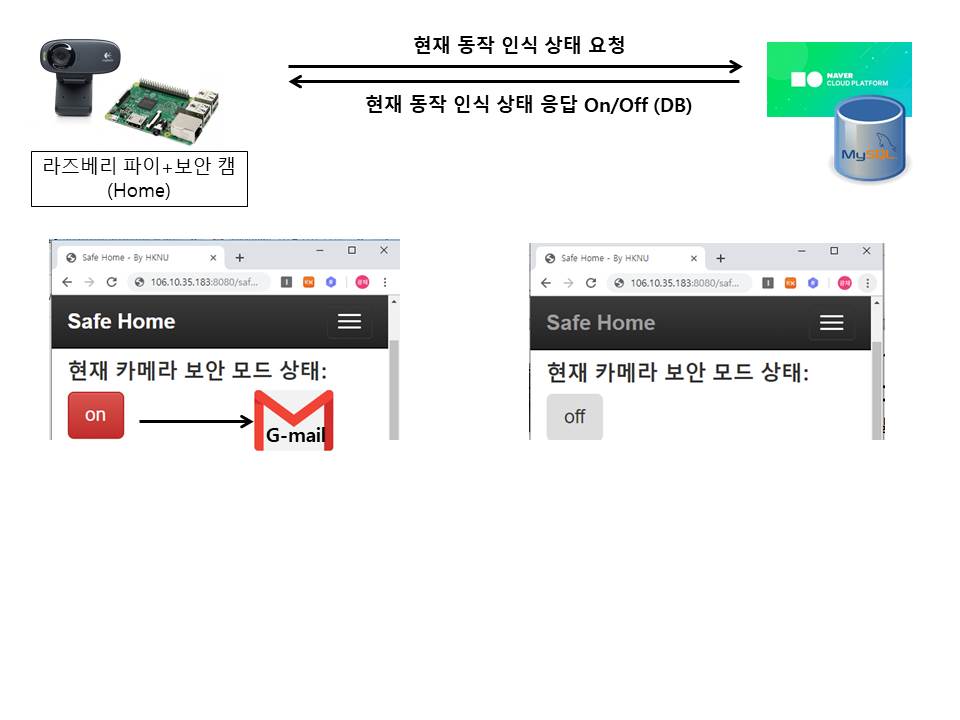 현재 동작 인식 상태 요청
NAVER
CLOUD PLATFORM
현재 동작 인식 상태 응답 On/Off (DB)
MySQL
라즈베리 파이+보안 캠
(Home)
Safe Home - By HKNU
106.10.35.183:8080/saf...
Safe Home
현재 카메라 보안 모드 상태:
on
G-mail
Safe Home - By HKNU
106.10.35.183:8080/saf...
Safe Home
현재 카메라 보안 모드 상태:
off